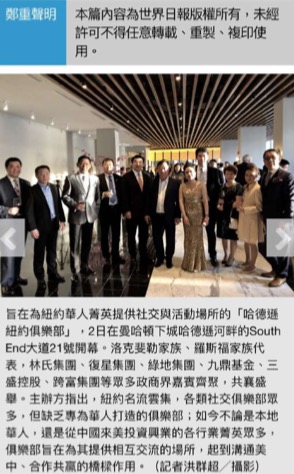 鄭重聲明
本篇內容為世界日報版權所有，未經
許可不得任意轉載、重製、複印使
用。
旨在為紐約華人菁英提供社交與活動場所的「哈德遜
紐約俱樂部」，2日在曼哈頓下城哈德遜河畔的South
End大道21號開幕。洛克斐勒家族、羅斯福家族代
表，林氏集團、復星集團、綠地集團、九鼎基金、三
盛控股、跨富集團等眾多政商界嘉賓齊聚，共襄盛
舉。主辦方指出，紐約名流雲集，各類社交俱樂部眾
多，但缺乏專為華人打造的俱樂部；如今不論是本地
華人，還是從中國來美投資興業的各行業菁英眾多，
俱樂部旨在為其提供相互交流的場所，起到溝通美
中、合作共贏的橋樑作用。（記者洪群超／攝影）